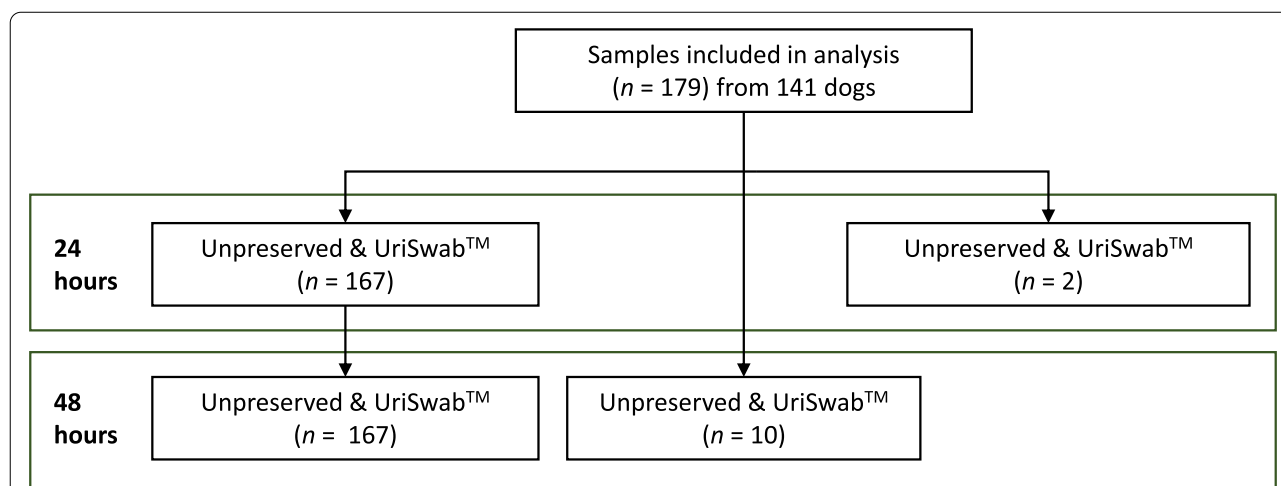 Samples included in analysis
(n = 179) from 141 dogs
24
hours
Unpreserved & UriSwab™
(n = 167)
Unpreserved & UriSwab™
(n = 2)
48
hours
Unpreserved & UriSwab™
(n = 167)
Unpreserved & UriSwab™
(n = 10)